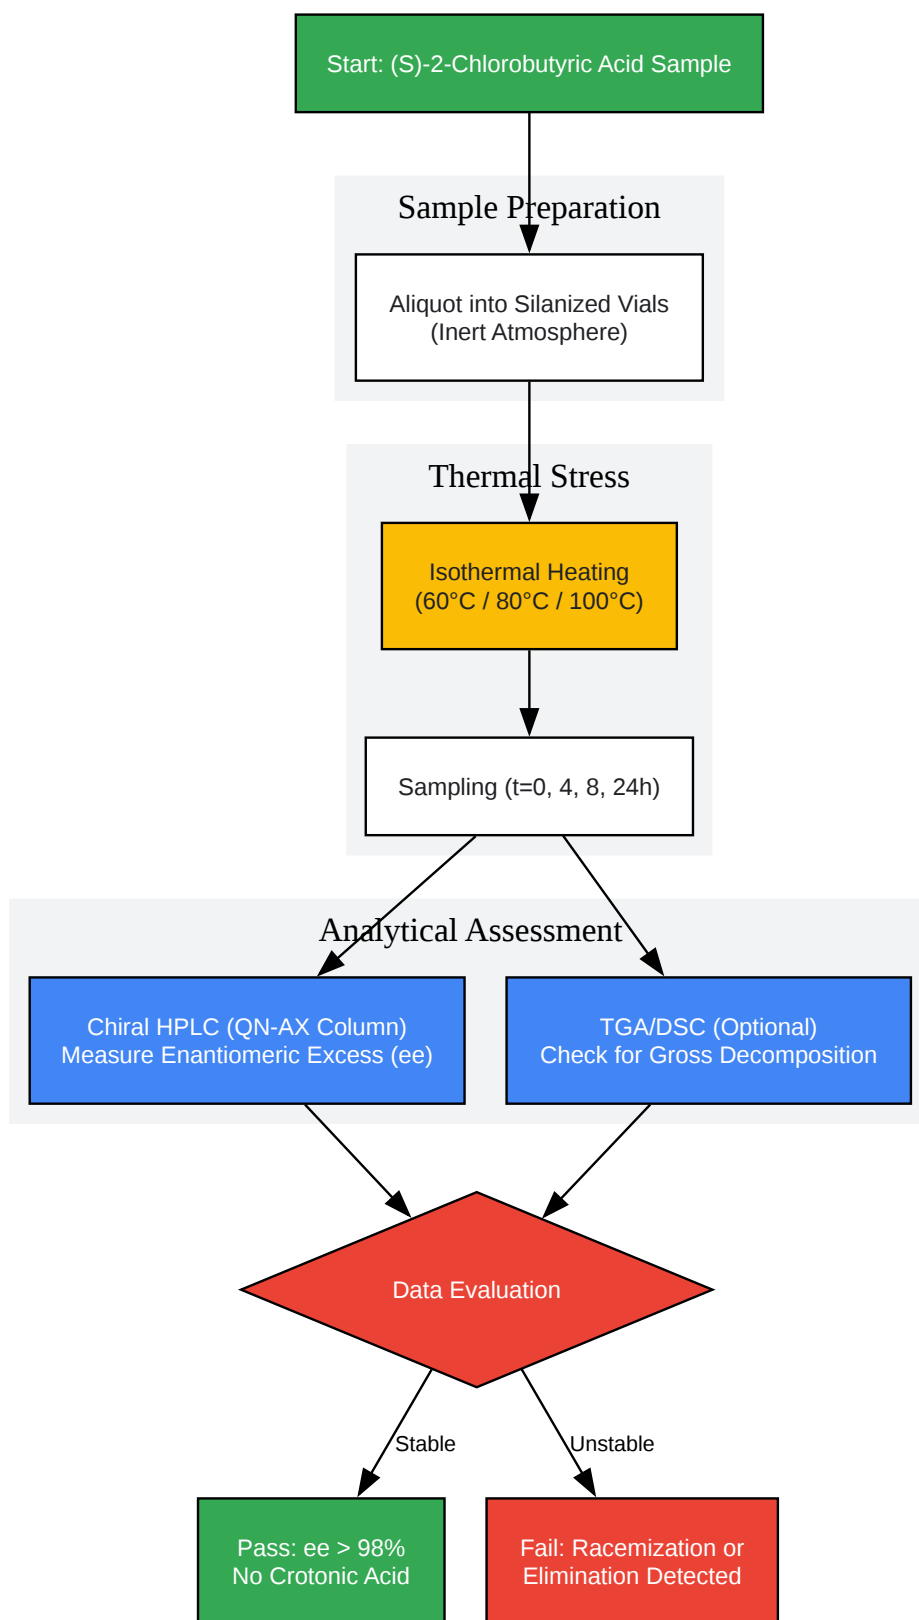 Start: (S)-2-Chlorobutyric Acid Sample
Sample Preparation
Aliquot into Silanized Vials
(Inert Atmosphere)
Thermal Stress
Isothermal Heating
(60°C / 80°C / 100°C)
Sampling (t=0, 4, 8, 24h)
Analytical Assessment
Chiral HPLC (QN-AX Column)
Measure Enantiomeric Excess (ee)
TGA/DSC (Optional)
Check for Gross Decomposition
Data Evaluation
Stable
Unstable
Pass: ee > 98%
No Crotonic Acid
Fail: Racemization or
Elimination Detected